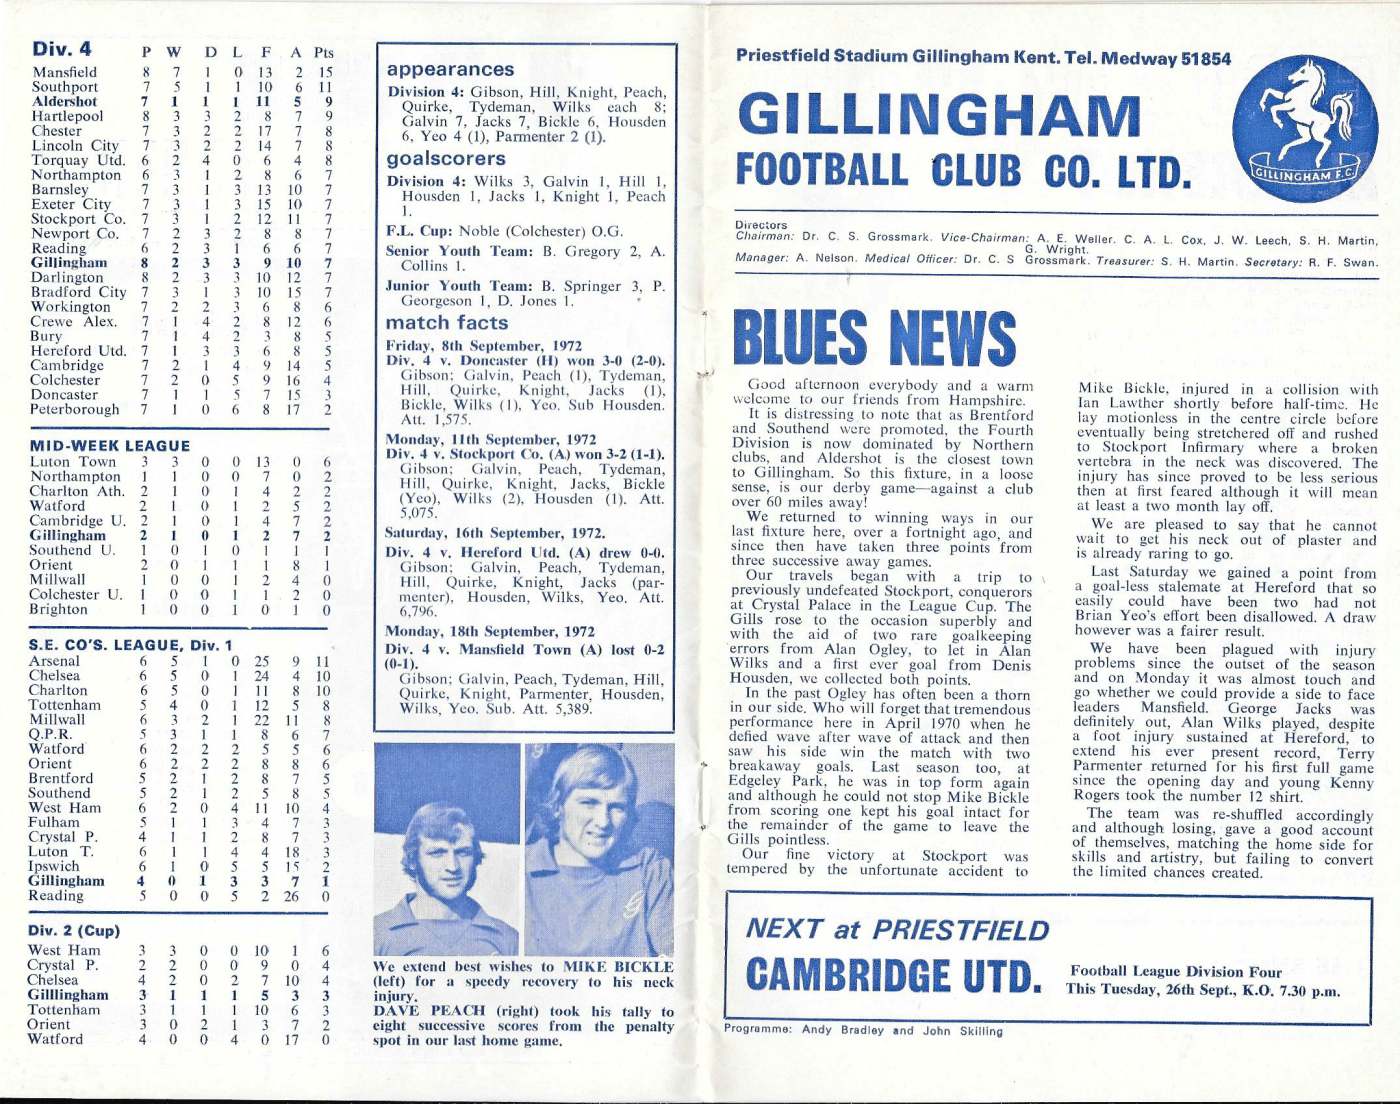 Div. 4 P W D L F A Pts
Mansfield 8 7 1 0 13 2 15
Southport 7 5 1 1 10 6 11
Aldershot 7 1 1 1 11 5 9
Hartlepool 8 3 3 2 8 7 9
Chester 7 3 2 2 17 7 8
Lincoln City 7 3 2 2 14 7 8
Torquay Utd. 6 2 4 0 6 4 8
Northampton 6 3 1 2 8 6 7
Barnsley 7 3 1 3 13 10 7
Exeter City 7 3 1 3 15 10 7
Stockport Co. 7 3 1 2 12 11 7
Newport Co. 7 2 3 2 8 8 7
Reading 6 2 3 1 6 6 7
Gillingham 8 2 3 3 9 10 7
Darlington 8 2 3 3 10 12 7
Bradford City 7 3 1 3 10 15 7
Workington 7 2 2 3 6 8 6
Crewe Alex. 7 1 4 2 8 12 6
Bury 7 1 4 2 3 8 5
Hereford Utd. 7 1 3 3 6 8 5
Cambridge 7 2 1 4 9 14 5
Colchester 7 2 0 5 9 16 4
Doncaster 7 1 1 5 7 15 3
Peterborough 7 1 0 6 8 17 2
MID-WEEK LEAGUE
Luton Town 3 3 0 0 13 0 6
Northampton 1 1 0 0 7 0 2
Charlton Ath. 2 1 0 1 4 2 2
Watford 2 1 0 1 2 5 2
Cambridge U. 2 1 0 1 4 7 2
Gillingham 2 1 0 1 2 7 2
Southend U. 1 0 1 0 1 1 1
Orient 2 0 1 1 1 8 1
Millwall 1 0 0 1 2 4 0
Colchester U. 1 0 0 1 1 2 0
Brighton 1 0 0 1 0 1 0
S.E. CO'S. LEAGUE, Div. 1
Arsenal 6 5 1 0 25 9 11
Chelsea 6 5 0 1 24 4 10
Charlton 6 5 0 1 11 8 10
Tottenham 5 4 0 1 12 5 8
Millwall 6 3 2 1 22 11 8
Q.P.R. 5 3 1 1 8 6 7
Watford 6 2 2 2 5 5 6
Orient 6 2 2 2 8 8 6
Brentford 5 2 1 2 8 7 5
Southend 5 2 1 2 5 8 5
West Ham 6 2 0 4 11 10 4
Fulham 5 1 1 3 4 7 3
Crystal P. 4 1 1 2 8 7 3
Luton T. 6 1 1 4 4 18 3
Ipswich 6 1 0 5 5 15 2
Gillingham 4 0 1 3 3 7 1
Reading 5 0 0 5 2 26 0
Div. 2 (Cup)
West Ham 3 3 0 0 10 1 6
Crystal P. 2 2 0 0 9 0 4
Chelsea 4 2 0 2 7 10 4
Gilllingham 3 1 1 1 5 3 3
Tottenham 3 1 1 1 10 6 3
Orient 3 0 2 1 3 7 2
Watford 4 0 0 4 0 17 0
appearances
Division 4: Gibson, Hill, Knight, Peach,
Quirke, Tydeman, Wilks each 8;
Galvin 7, Jacks 7, Bickle 6, Housden
6, Yeo 4 (1), Parmenter 2 (1).
goalscorers
Division 4: Wilks 3, Galvin 1, Hill 1,
Housden 1, Jacks 1, Knight 1, Peach
1.
F.L. Cup: Noble (Colchester) O.G.
Senior Youth Team: B. Gregory 2, A.
Collins 1.
Junior Youth Team: B. Springer 3, P.
Georgeson 1, D. Jones 1.
match facts
Friday, 8th September, 1972
Div. 4 v. Doncaster (H) won 3-0 (2-0).
Gibson: Galvin, Peach (1), Tydeman,
Hill, Quirke, Knight, Jacks (1),
Bickle, Wilks (1), Yeo. Sub Housden.
Att. 1,575.
Monday, 11th September, 1972
Div. 4 v. Stockport Co. (A) won 3-2 (1-1).
Gibson; Galvin, Peach, Tydeman,
Hill, Quirke, Knight, Jacks, Bickle
(Yeo), Wilks (2), Housden (1). Att.
5,075.
Saturday, 16th September, 1972.
Div. 4 v. Hereford Utd. (A) drew 0-0.
Gibson; Galvin, Peach, Tydeman,
Hill, Quirke, Knight, Jacks (par-
menter), Housden, Wilks, Yeo. Att.
6,796.
Monday, 18th September, 1972
Div. 4 v. Mansfield Town (A) lost 0-2
(0-1).
Gibson; Galvin, Peach, Tydeman, Hill,
Quirke, Knight, Parmenter, Housden,
Wilks, Yeo. Sub. Att. 5,389.
We extend best wishes to MIKE BICKLE
(left) for a speedy recovery to his neck
injury.
DAVE PEACH (right) took his tally to
eight successive scores from the penalty
spot in our last home game.
Priestfield Stadium Gillingham Kent. Tel. Medway 51854
GILLINGHAM
FOOTBALL CLUB CO. LTD.
GILLINGHAM F.C.
Directors
Chairman: Dr. C. S. Grossmark. Vice-Chairman: A. E. Weller. C. A. L. Cox, J. W. Leech, S. H. Martin,
G. Wright.
Manager: A. Nelson. Medical Officer: Dr. C. S Grossmark. Treasurer: S. H. Martin. Secretary: R. F. Swan.
BLUES NEWS
Good afternoon everybody and a warm
welcome to our friends from Hampshire.
It is distressing to note that as Brentford
and Southend were promoted, the Fourth
Division is now dominated by Northern
clubs, and Aldershot is the closest town
to Gillingham. So this fixture, in a loose
sense, is our derby game—against a club
over 60 miles away!
We returned to winning ways in our
last fixture here, over a fortnight ago, and
since then have taken three points from
three successive away games.
Our travels began with a trip to
previously undefeated Stockport, conquerors
at Crystal Palace in the League Cup. The
Gills rose to the occasion superbly and
with the aid of two rare goalkeeping
errors from Alan Ogley, to let in Alan
Wilks and a first ever goal from Denis
Housden, we collected both points.
In the past Ogley has often been a thorn
in our side. Who will forget that tremendous
performance here in April 1970 when he
defied wave after wave of attack and then
saw his side win the match with two
breakaway goals. Last season too, at
Edgeley Park, he was in top form again
and although he could not stop Mike Bickle
from scoring one kept his goal intact for
the remainder of the game to leave the
Gills pointless.
Our fine victory at Stockport was
tempered by the unfortunate accident to
Mike Bickle, injured in a collision with
Ian Lawther shortly before half-time. He
lay motionless in the centre circle before
eventually being stretchered off and rushed
to Stockport Infirmary where a broken
vertebra in the neck was discovered. The
injury has since proved to be less serious
then at first feared although it will mean
at least a two month lay off.
We are pleased to say that he cannot
wait to get his neck out of plaster and
is already raring to go.
Last Saturday we gained a point from
a goal-less stalemate at Hereford that so
easily could have been two had not
Brian Yeo's effort been disallowed. A draw
however was a fairer result.
We have been plagued with injury
problems since the outset of the season
and on Monday it was almost touch and
go whether we could provide a side to face
leaders Mansfield. George Jacks was
definitely out, Alan Wilks played, despite
a foot injury sustained at Hereford, to
extend his ever present record, Terry
Parmenter returned for his first full game
since the opening day and young Kenny
Rogers took the number 12 shirt.
The team was re-shuffled accordingly
and although losing, gave a good account
of themselves, matching the home side for
skills and artistry, but failing to convert
the limited chances created.
NEXT at PRIESTFIELD
CAMBRIDGE UTD.
Football League Division Four
This Tuesday, 26th Sept., K.O. 7.30 p.m.
Programme: Andy Bradley and John Skilling